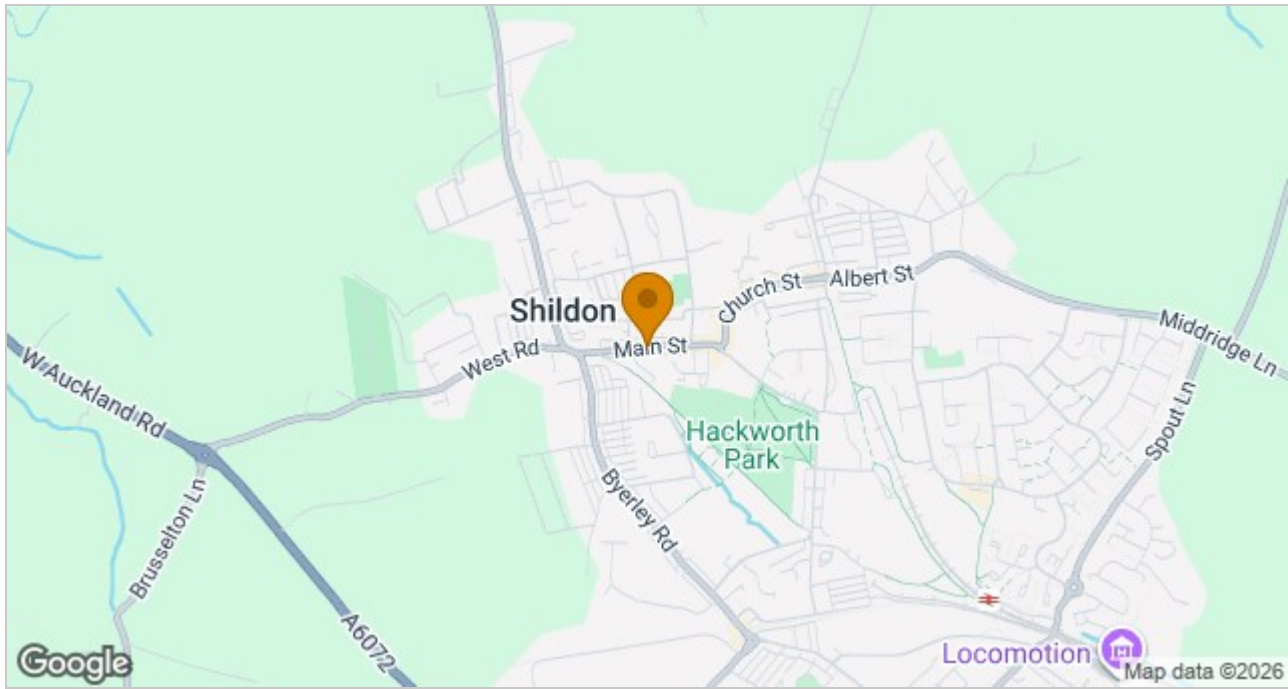 Shildon
Church St
Albert St
Main St
West Rd
Middridge Ln
W Auckland Rd
Hackworth
Park
Spout Ln
Byerley Rd
Brusselton Ln
A6072
Locomotion
Google
Map data ©2026